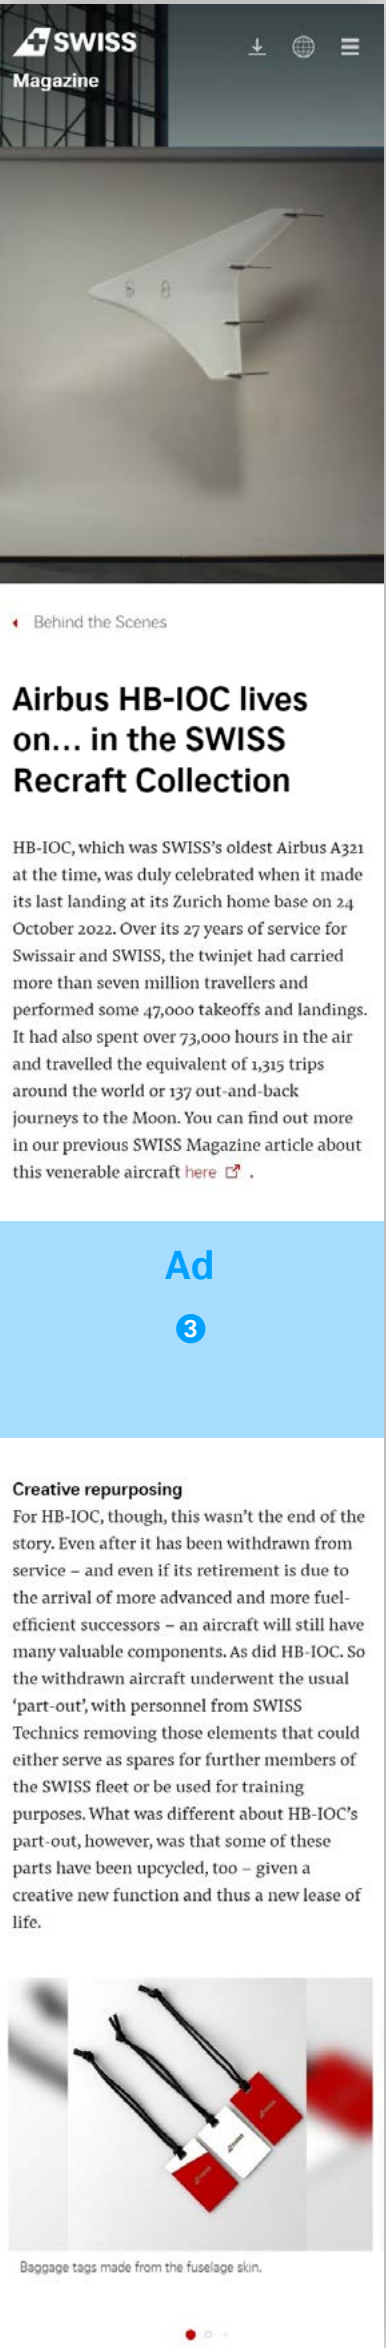 SWISS
Magazine
Behind the Scenes
Airbus HB-IOC lives
on... in the SWISS
Recraft Collection
HB-IOC, which was SWISS's oldest Airbus A321
at the time, was duly celebrated when it made
its last landing at its Zurich home base on 24
October 2022. Over its 27 years of service for
Swissair and SWISS, the twinjet had carried
more than seven million travellers and
performed some 47,000 takeoffs and landings.
It had also spent over 73,000 hours in the air
and travelled the equivalent of 1,315 trips
around the world or 137 out-and-back
journeys to the Moon. You can find out more
in our previous SWISS Magazine article about
this venerable aircraft here .
Ad
3
Creative repurposing
For HB-IOC, though, this wasn't the end of the
story. Even after it has been withdrawn from
service – and even if its retirement is due to
the arrival of more advanced and more fuel-
efficient successors – an aircraft will still have
many valuable components. As did HB-IOC. So
the withdrawn aircraft underwent the usual
'part-out', with personnel from SWISS
Technics removing those elements that could
either serve as spares for further members of
the SWISS fleet or be used for training
purposes. What was different about HB-IOC's
part-out, however, was that some of these
parts have been upcycled, too – given a
creative new function and thus a new lease of
life.
Baggage tags made from the fuselage skin.